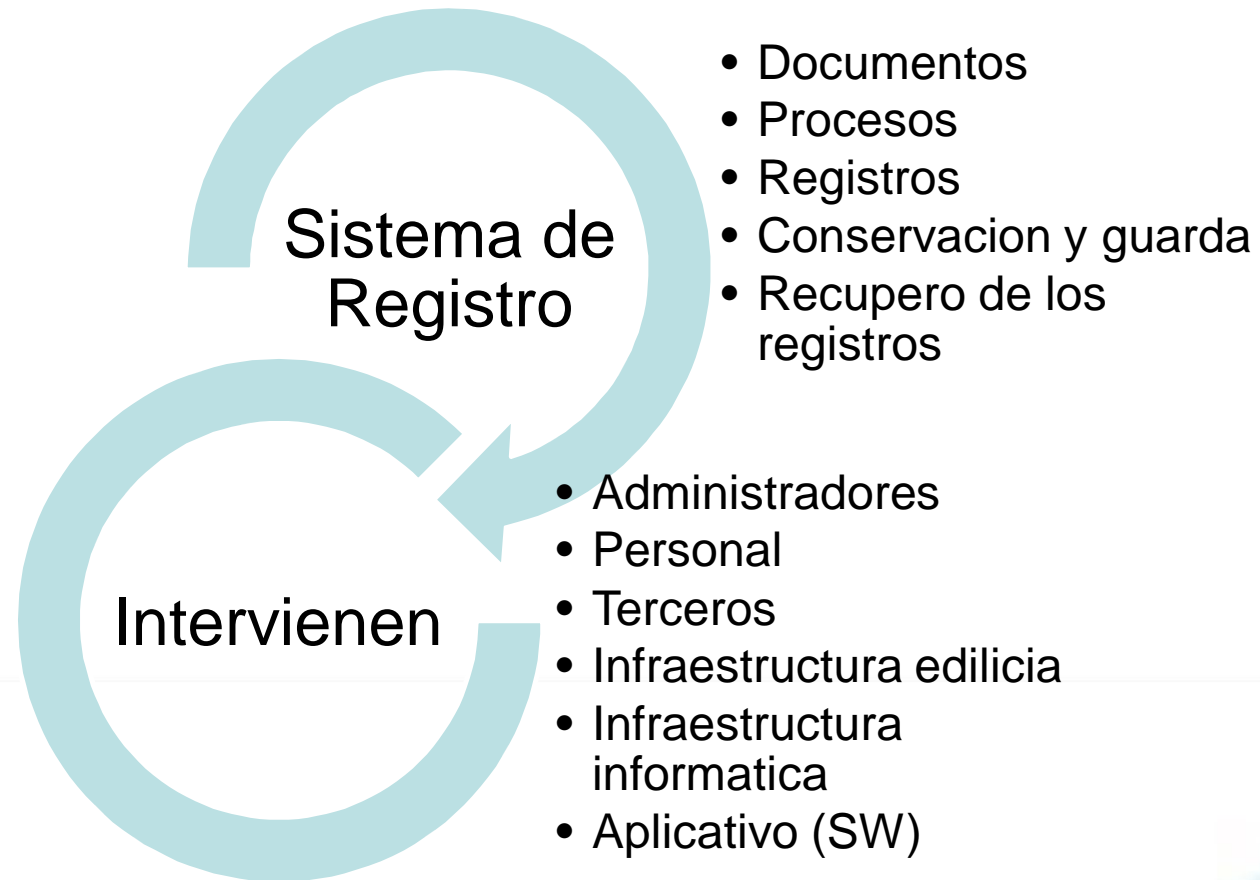 Sistema de
Registro
• Documentos
• Procesos
• Registros
• Conservacion y guarda
• Recupero de los
registros
Intervienen
• Administradores
• Personal
• Terceros
• Infraestructura edilicia
• Infraestructura
informatica
• Aplicativo (SW)